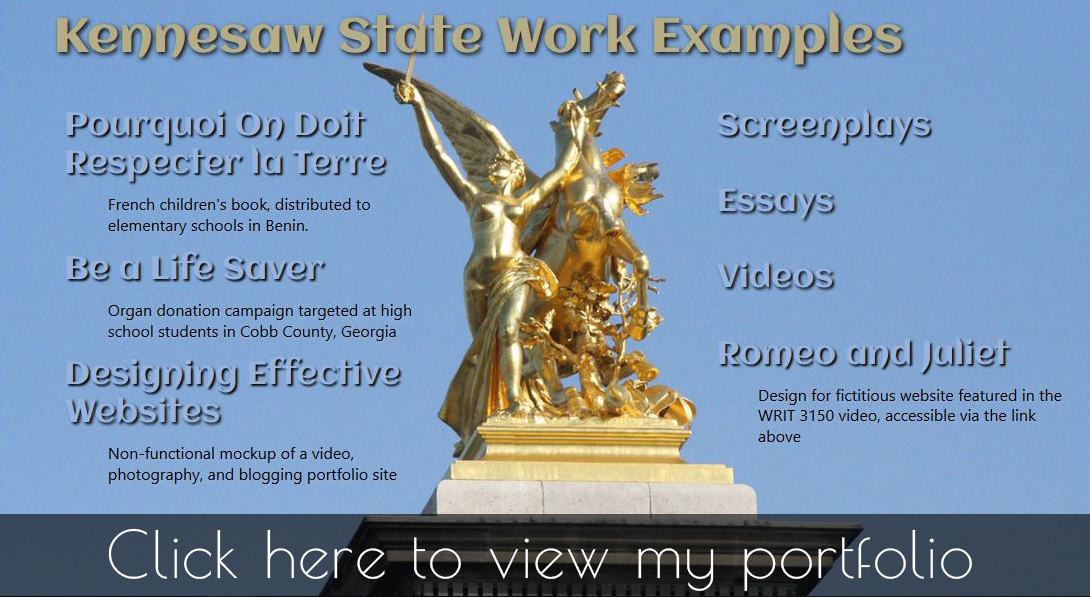 Kennesaw State Work Examples
Pourquoi On Doit
Respecter la Terre
French children's book, distributed to
elementary schools in Benin.
Be a Life Saver
Organ donation campaign targeted at high
school students in Cobb County, Georgia
Designing Effective
Websites
Non-functional mockup of a video,
photography, and blogging portfolio site
Screenplays
Essays
Videos
Romeo and Juliet
Design for fictitious website featured in the
WRIT 3150 video, accessible via the link
above
Click here to view my portfolio